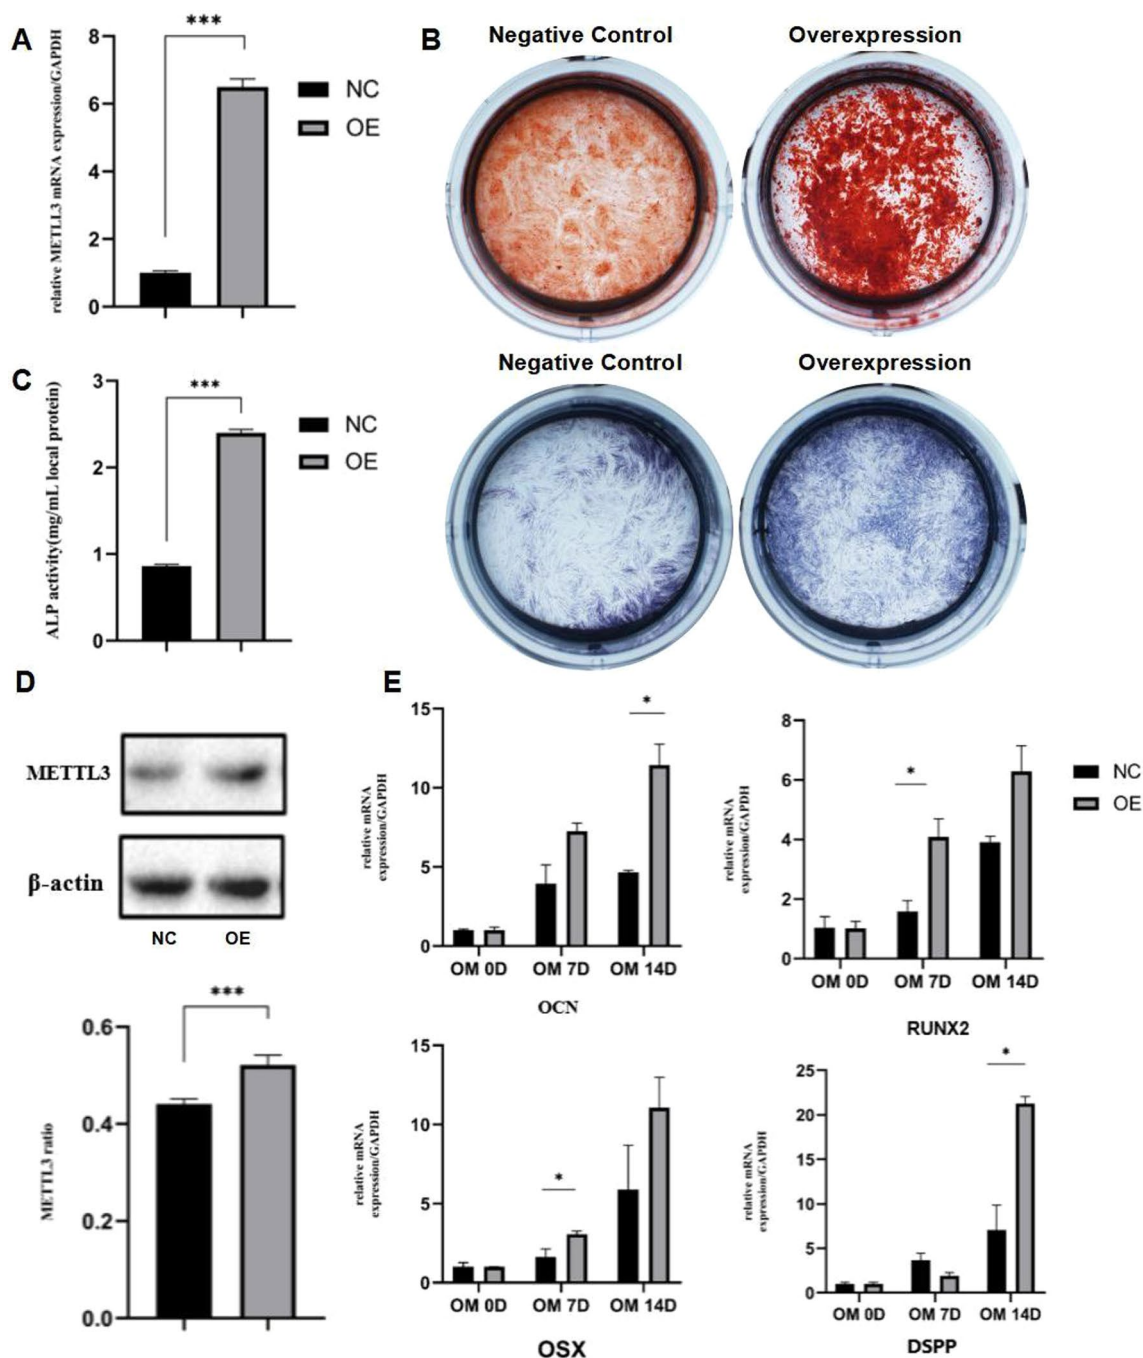 A
relative METLL3 mRNA expression/GAPDH
8
6
4
2
0
***
NC
OE
B
Negative Control
Overexpression
Negative Control
Overexpression
C
ALP activity(mg/mL local protein)
3
2
1
0
***
NC
OE
D
METTL3
β-actin
NC
OE
METTL3 ratio
0.6
0.4
0.2
0.0
***
E
relative mRNA
expression/GAPDH
15
10
5
0
*
OM 0D
OM 7D
OM 14D
OCN
relative mRNA
expression/GAPDH
8
6
4
2
0
*
OM 0D
OM 7D
OM 14D
RUNX2
NC
OE
relative mRNA
expression/GAPDH
15
10
5
0
*
OM 0D
OM 7D
OM 14D
OSX
relative mRNA
expression/GAPDH
25
20
15
10
5
0
*
OM 0D
OM 7D
OM 14D
DSPP